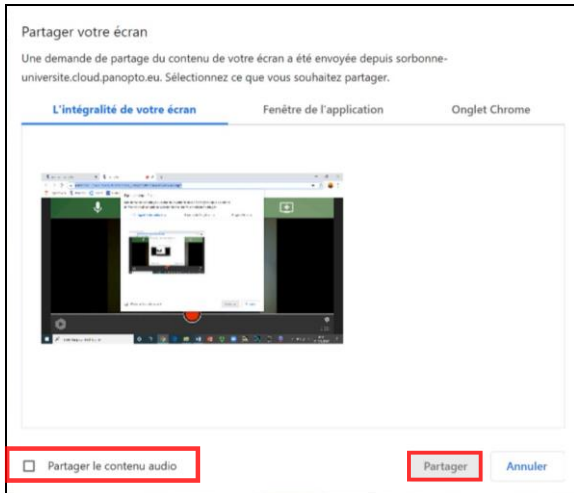 Partager votre écran
Une demande de partage du contenu de votre écran a été envoyée depuis sorbonne-
universite.cloud.panopto.eu. Sélectionnez ce que vous souhaitez partager.
L'intégralité de votre écran Fenêtre de l'application Onglet Chrome
Partager le contenu audio Partager Annuler